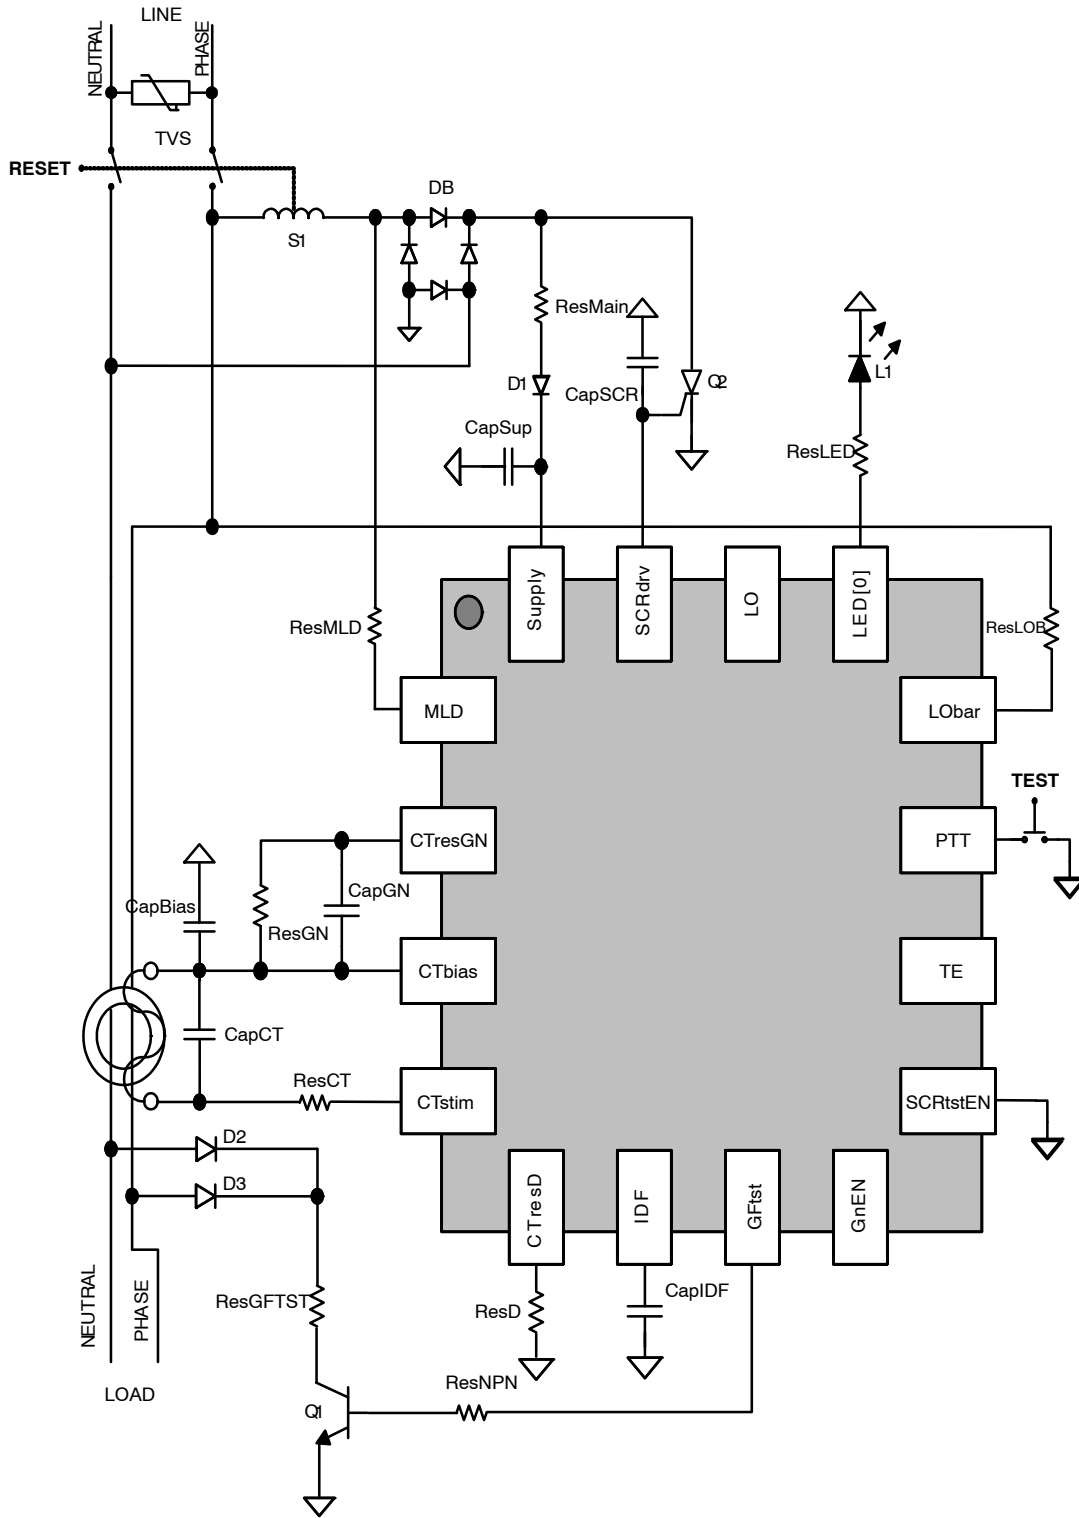 LINE
NEUTRAL
PHASE
TVS
RESET
S1
DB
ResMain
D1
CapSup
CapSCR
Q2
L1
ResLED
ResMLD
ResLOB
Supply
SCRdrv
LO
LED[0]
MLD
LObar
CTresGN
PTT
TEST
CapGN
ResGN
CapBias
CTbias
TE
CapCT
ResCT
CTstim
SCRtstEN
D2
D3
CTresD
IDF
GFtst
GnEN
NEUTRAL
PHASE
LOAD
ResGFTST
ResD
CapIDF
ResNPN
Q1